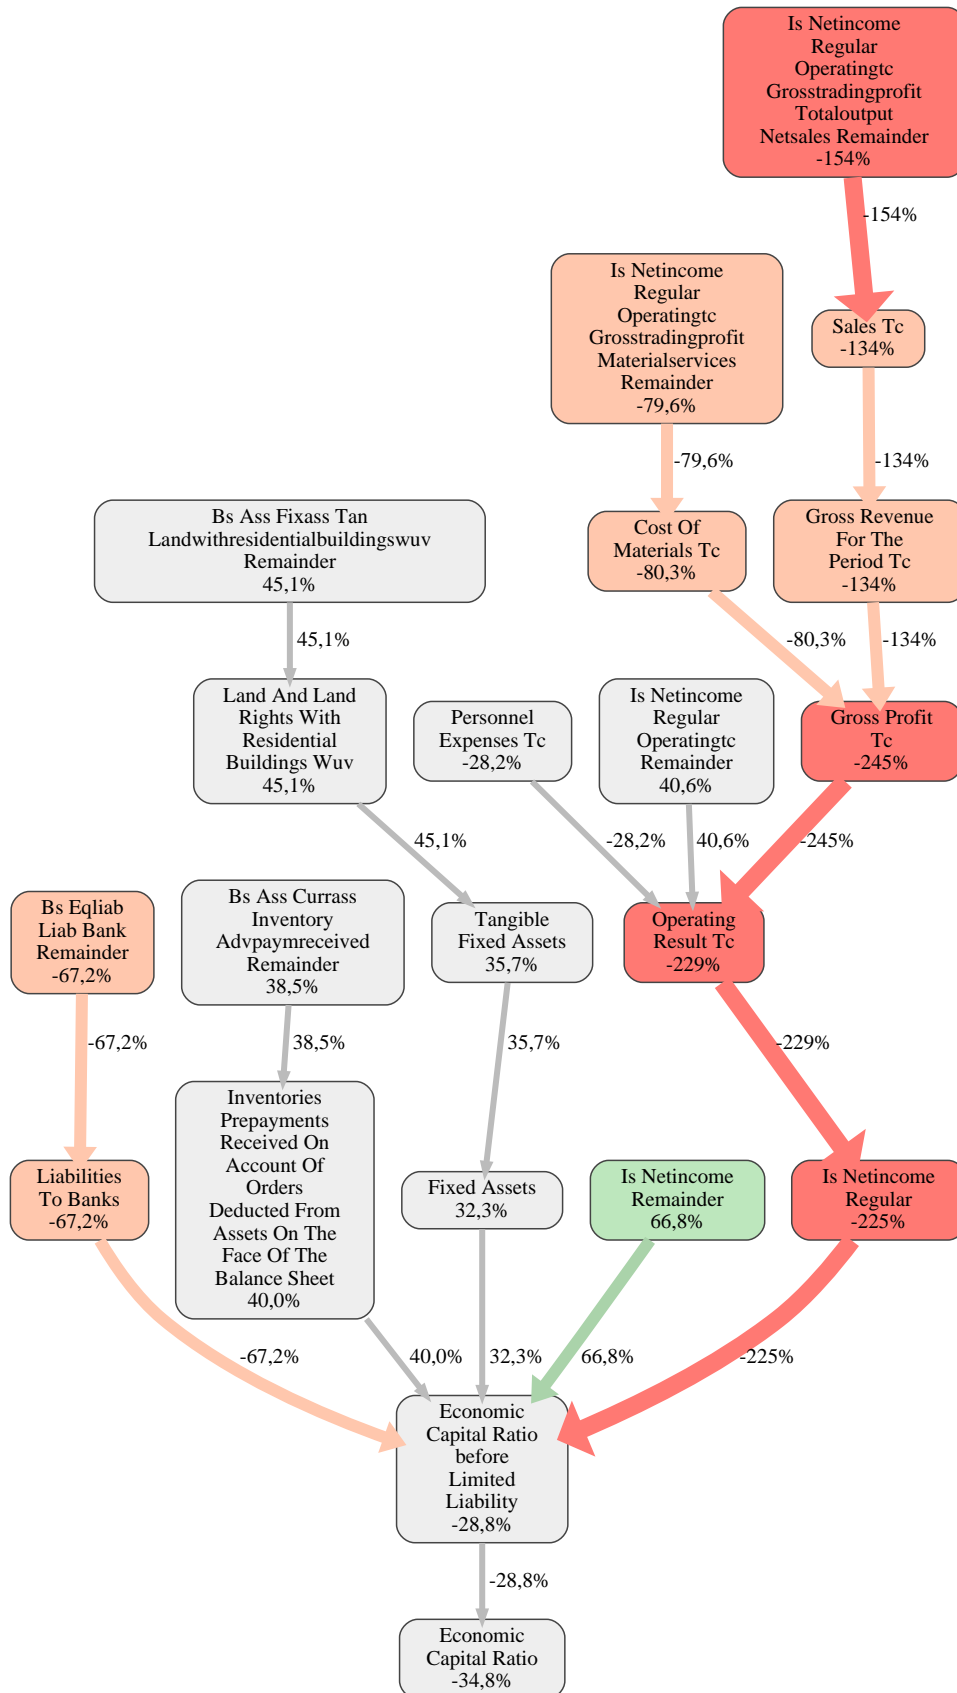 Is Netincome
Regular
Operatingtc
Grosstradingprofit
Totaloutput
Netsales Remainder
-154%
-154%
Is Netincome
Regular
Operatingtc
Grosstradingprofit
Materialservices
Remainder
-79,6%
Sales Tc
-134%
-79,6%
-134%
Bs Ass Fixass Tan
Landwithresidentialbuildingswuv
Remainder
45,1%
Cost Of
Materials Tc
-80,3%
Gross Revenue
For The
Period Tc
-134%
45,1%
-80,3%
-134%
Land And Land
Rights With
Residential
Buildings Wuv
45,1%
Personnel
Expenses Tc
-28,2%
Is Netincome
Regular
Operatingtc
Remainder
40,6%
Gross Profit
Tc
-245%
45,1%
-28,2%
40,6%
-245%
Bs Eqliab
Liab Bank
Remainder
-67,2%
Bs Ass Currass
Inventory
Advpaymreceived
Remainder
38,5%
Tangible
Fixed Assets
35,7%
Operating
Result Tc
-229%
-67,2%
38,5%
35,7%
-229%
Liabilities
To Banks
-67,2%
Inventories
Prepayments
Received On
Account Of
Orders
Deducted From
Assets On The
Face Of The
Balance Sheet
40,0%
Fixed Assets
32,3%
Is Netincome
Remainder
66,8%
Is Netincome
Regular
-225%
-67,2%
40,0%
32,3%
66,8%
-225%
Economic
Capital Ratio
before
Limited
Liability
-28,8%
-28,8%
Economic
Capital Ratio
-34,8%